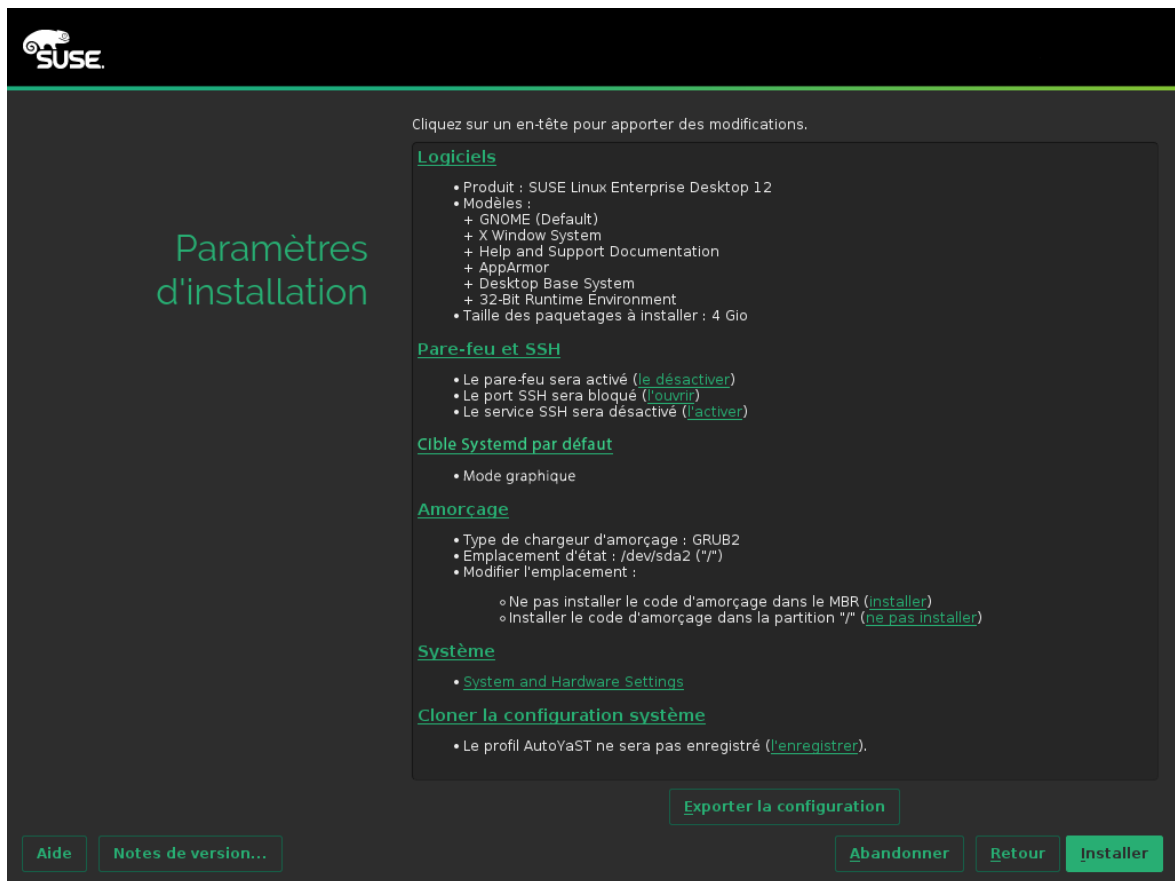 SUSE.
Cliquez sur un en-tête pour apporter des modifications.
Paramètres
d'installation
Logiciels
• Produit : SUSE Linux Enterprise Desktop 12
• Modèles :
+ GNOME (Default)
+ X Window System
+ Help and Support Documentation
+ AppArmor
+ Desktop Base System
+ 32-Bit Runtime Environment
• Taille des paquetages à installer : 4 Gio
Pare-feu et SSH
• Le pare-feu sera activé (le désactiver)
• Le port SSH sera bloqué (l'ouvrir)
• Le service SSH sera désactivé (l'activer)
CIble Systemd par défaut
• Mode graphique
Amorçage
• Type de chargeur d'amorçage : GRUB2
• Emplacement d'état : /dev/sda2 ("/")
• Modifier l'emplacement :
◦ Ne pas installer le code d'amorçage dans le MBR (installer)
◦ Installer le code d'amorçage dans la partition "/" (ne pas installer)
Système
• System and Hardware Settings
Cloner la configuration système
• Le profil AutoYaST ne sera pas enregistré (l'enregistrer).
Exporter la configuration
Aide
Notes de version...
Abandonner
Retour
Installer